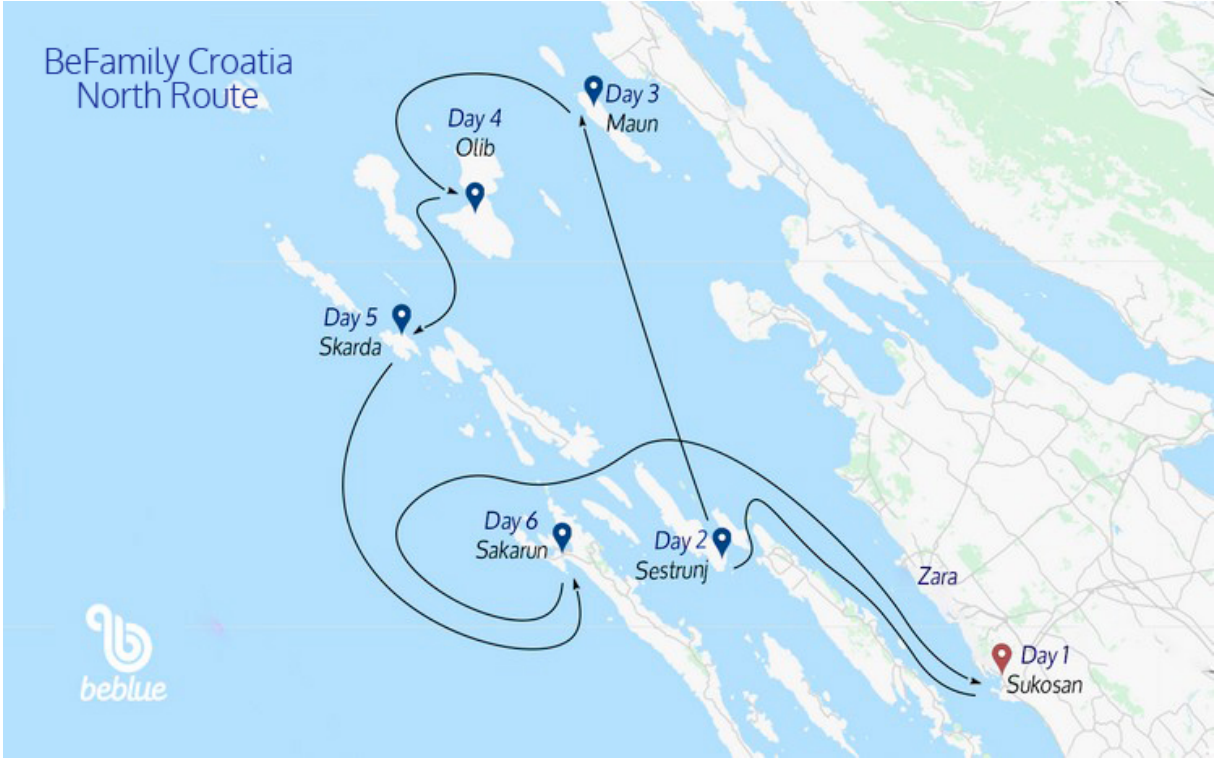 BeFamily Croatia
North Route
Day 3
Maun
Day 4
Olib
Day 5
Skarda
Day 6
Sakarun
Day 2
Sestrunj
Zara
Day 1
Sukosan
beblue